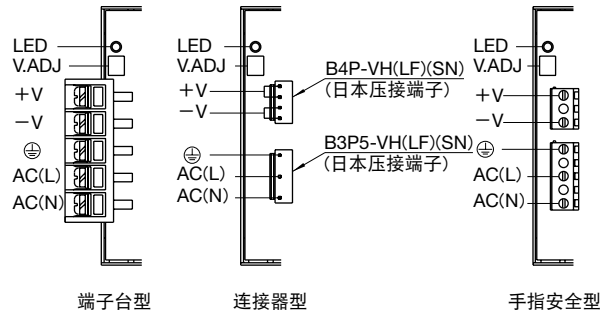 LED
V.ADJ
+V
−V
⏚
AC(L)
AC(N)
端子台型
LED
V.ADJ
+V
−V
⏚
AC(L)
AC(N)
B4P-VH(LF)(SN)
(日本压接端子)
B3P5-VH(LF)(SN)
(日本压接端子)
连接器型
LED
V.ADJ
+V
−V
⏚
AC(L)
AC(N)
手指安全型